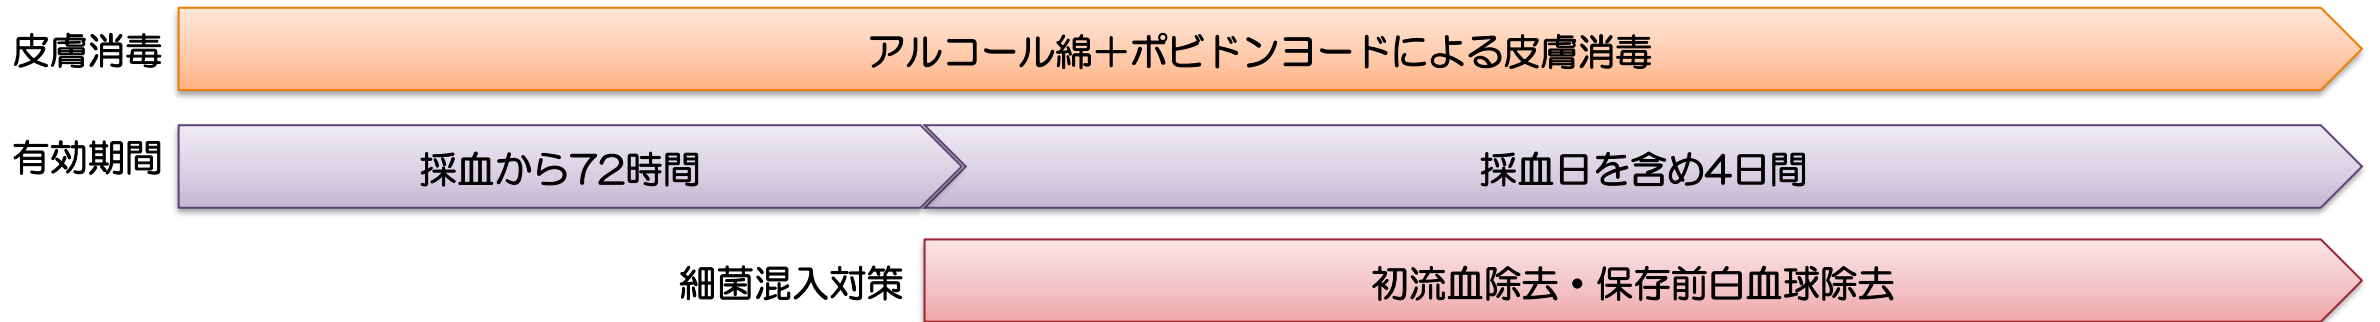 皮膚消毒
アルコール綿＋ポビドンヨードによる皮膚消毒
有効期間
採血から72時間
採血日を含め4日間
細菌混入対策
初流血除去・保存前白血球除去